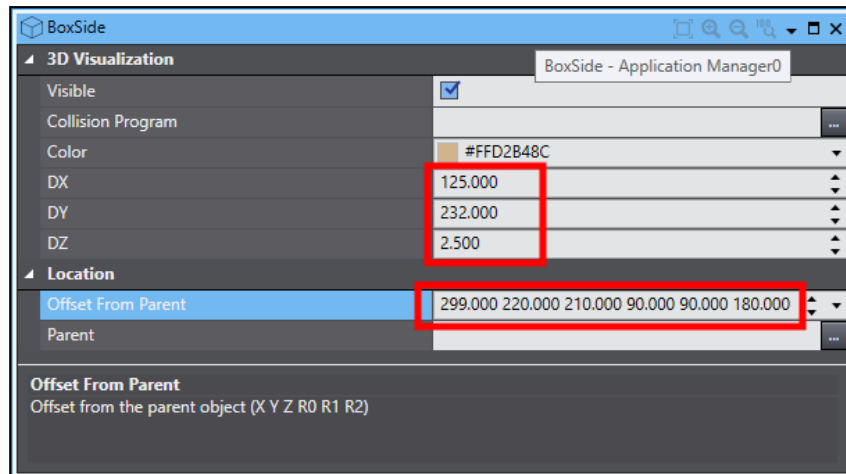 BoxSide
BoxSide - Application Manager0
3D Visualization
Visible
Collision Program
...
Color #FFD2B48C
DX 125.000
DY 232.000
DZ 2.500
Location
Offset From Parent 299.000 220.000 210.000 90.000 90.000 180.000
Parent
...
Offset From Parent
Offset from the parent object (X Y Z R0 R1 R2)